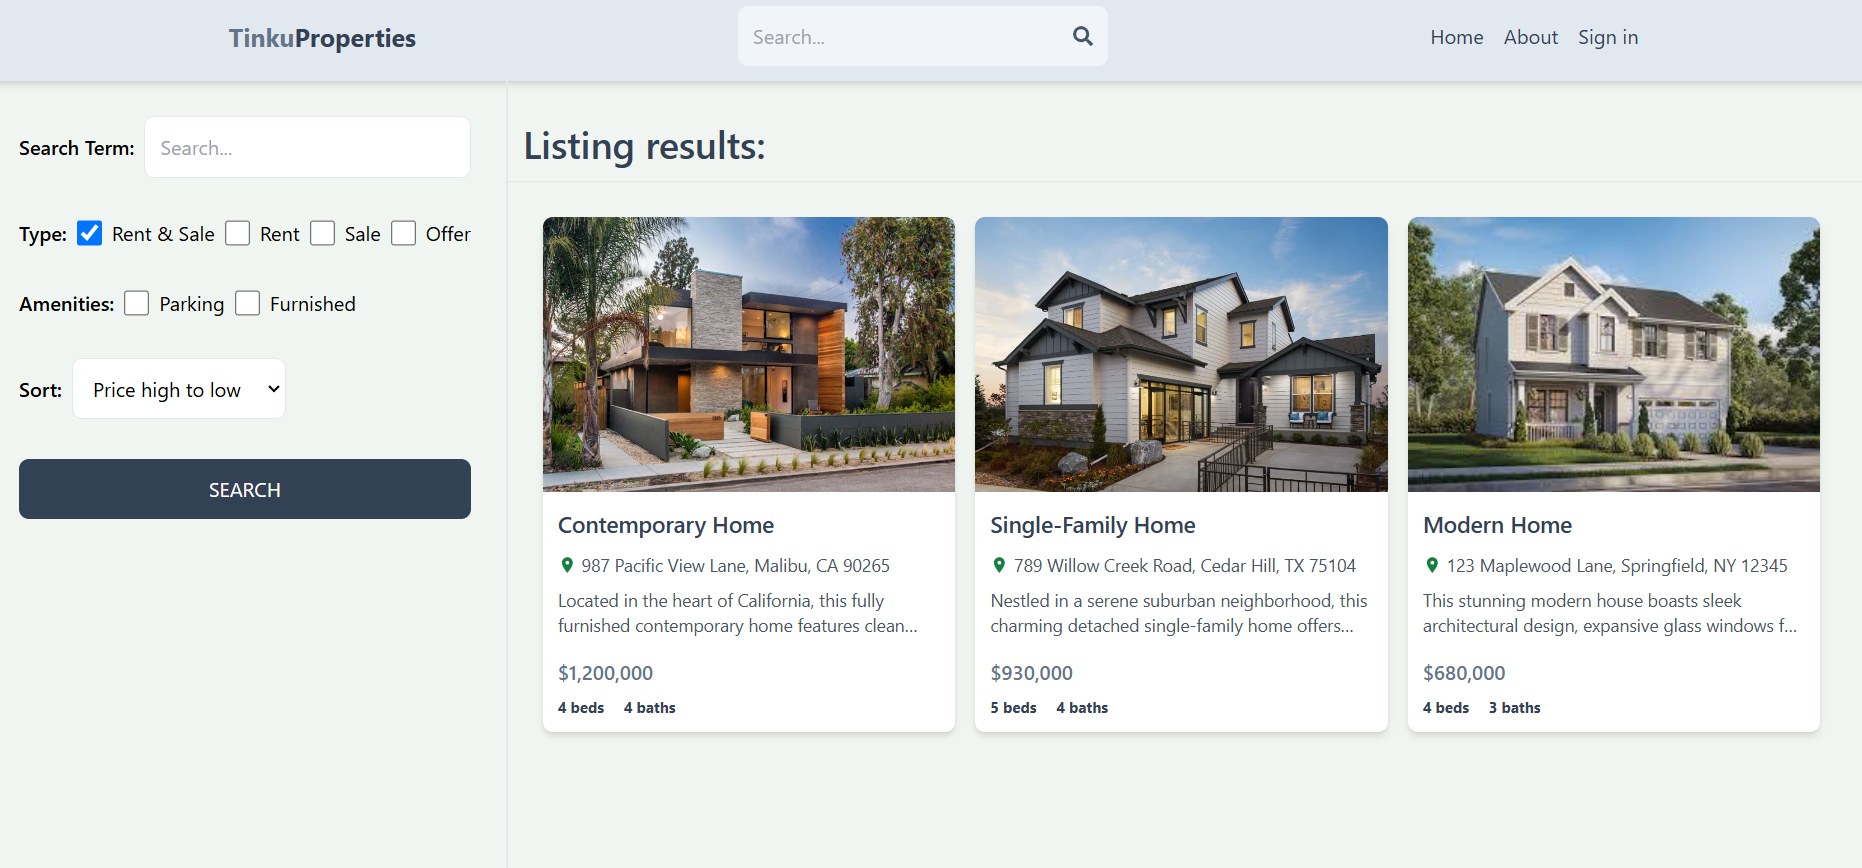 TinkuProperties
Search...
Home About Sign in
Search Term: Search...
Type: Rent & Sale Rent Sale Offer
Amenities: Parking Furnished
Sort: Price high to low
SEARCH
Listing results:
Contemporary Home
987 Pacific View Lane, Malibu, CA 90265
Located in the heart of California, this fully
furnished contemporary home features clean...
$1,200,000
4 beds 4 baths
Single-Family Home
789 Willow Creek Road, Cedar Hill, TX 75104
Nestled in a serene suburban neighborhood, this
charming detached single-family home offers...
$930,000
5 beds 4 baths
Modern Home
123 Maplewood Lane, Springfield, NY 12345
This stunning modern house boasts sleek
architectural design, expansive glass windows f...
$680,000
4 beds 3 baths